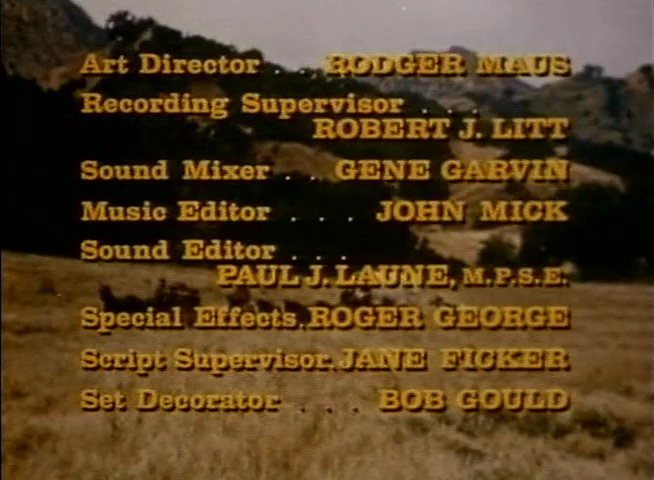 Art Director . . . RODGER MAUS
Recording Supervisor . . .
ROBERT J. LITT
Sound Mixer . . GENE GARVIN
Music Editor . . . JOHN MICK
Sound Editor . . .
PAUL J. LAUNE, M.P.S.E.
Special Effects. ROGER GEORGE
Script Supervisor. JANE FICKER
Set Decorator . . . BOB GOULD